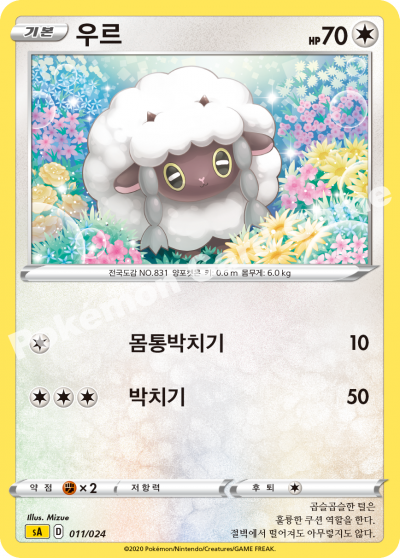 기본 우르 HP 70
전국도감 NO.831 양포켓몬 키: 0.6 m 몸무게: 6.0 kg
몸통박치기 10
박치기 50
약점 ×2 저항력 후퇴
Illus. Mizue
sA D 011/024
곱슬곱슬한 털은
훌륭한 쿠션 역할을 한다.
절벽에서 떨어져도 아무렇지도 않다.
©2020 Pokémon/Nintendo/Creatures/GAME FREAK.